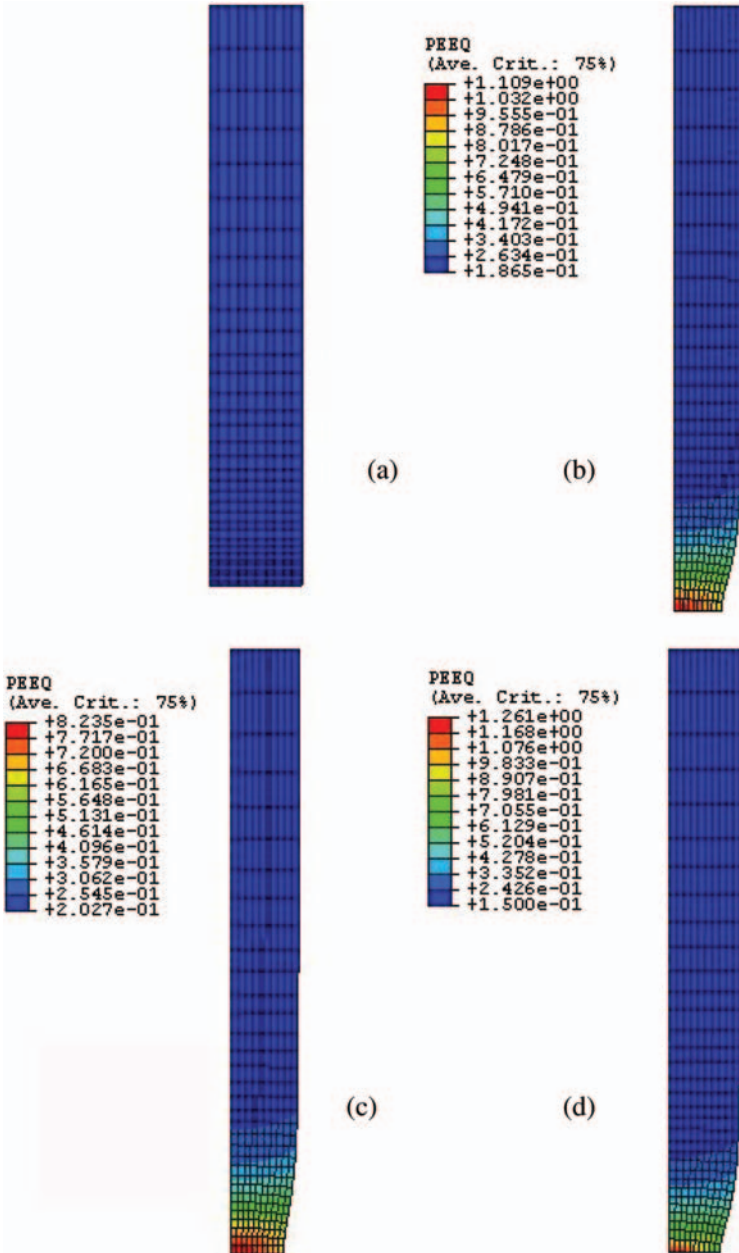 PEEQ
(Ave. Crit.: 75%)
+1.109e+00
+1.032e+00
+9.555e-01
+8.786e-01
+8.017e-01
+7.248e-01
+6.479e-01
+5.710e-01
+4.941e-01
+4.172e-01
+3.403e-01
+2.634e-01
+1.865e-01
(a)
(b)
PEEQ
(Ave. Crit.: 75%)
+8.235e-01
+7.717e-01
+7.200e-01
+6.683e-01
+6.165e-01
+5.648e-01
+5.131e-01
+4.614e-01
+4.096e-01
+3.579e-01
+3.062e-01
+2.545e-01
+2.027e-01
PEEQ
(Ave. Crit.: 75%)
+1.261e+00
+1.168e+00
+1.076e+00
+9.833e-01
+8.907e-01
+7.981e-01
+7.055e-01
+6.129e-01
+5.204e-01
+4.278e-01
+3.352e-01
+2.426e-01
+1.500e-01
(c)
(d)